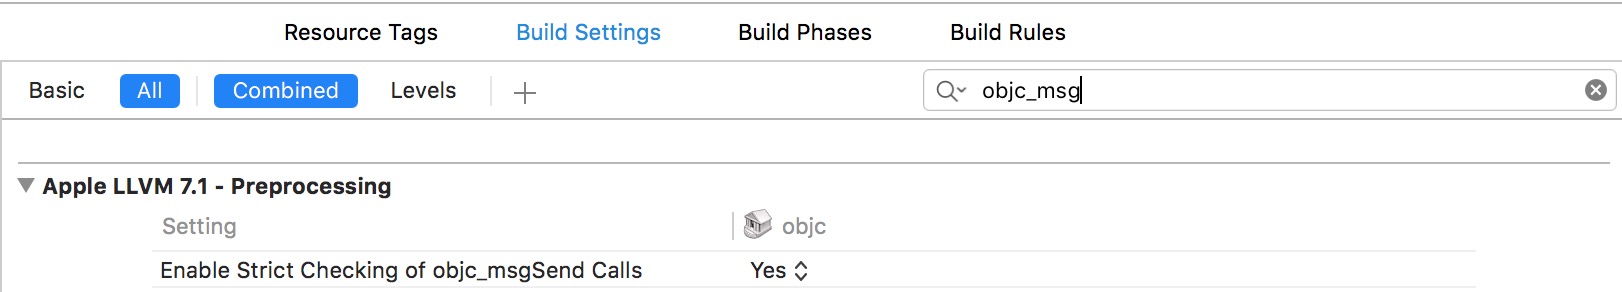 Resource Tags Build Settings Build Phases Build Rules
Basic All Combined Levels + objc_msg
Apple LLVM 7.1 - Preprocessing
Setting objc
Enable Strict Checking of objc_msgSend Calls Yes